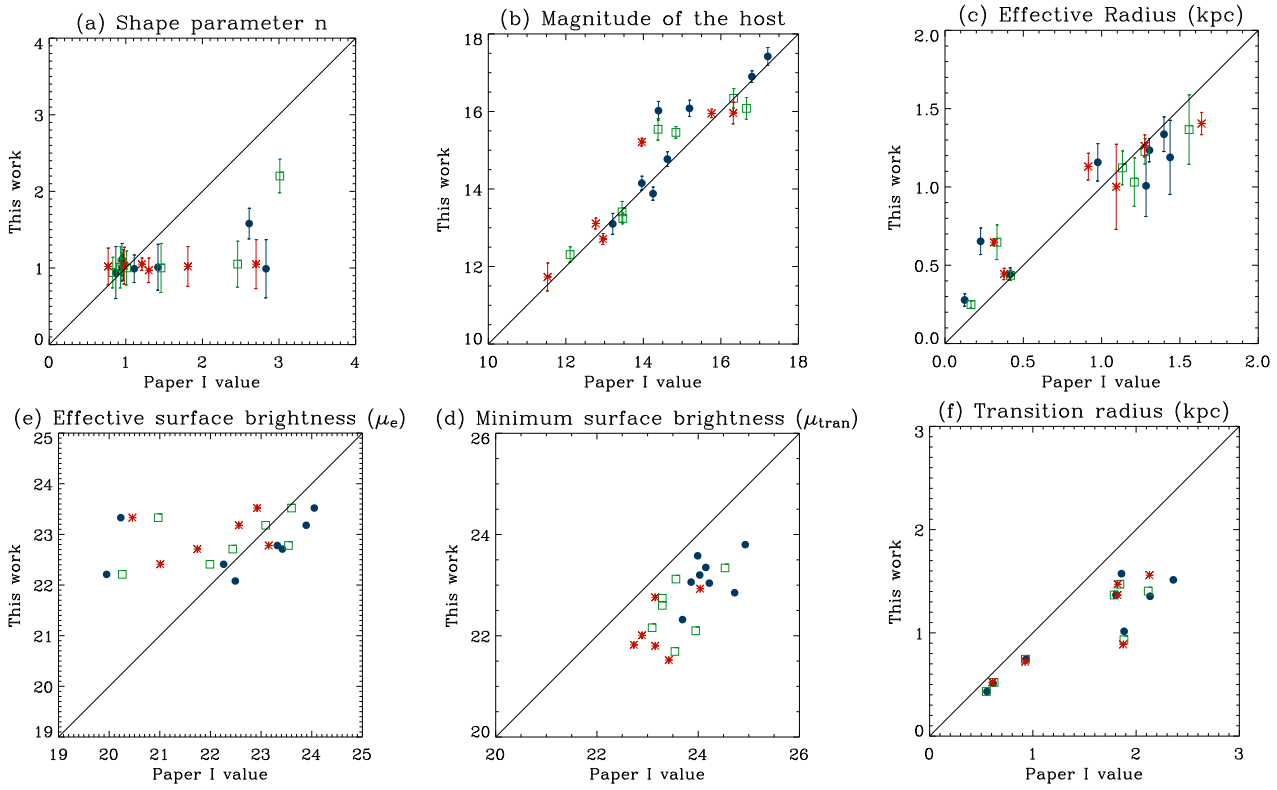 (a) Shape parameter n
4
3
2
1
0
This work
0 1 2 3 4
Paper I value
(b) Magnitude of the host
18
16
14
12
10
This work
10 12 14 16 18
Paper I value
(c) Effective Radius (kpc)
2.0
1.5
1.0
0.5
0.0
This work
0.0 0.5 1.0 1.5 2.0
Paper I value
(e) Effective surface brightness (μe)
25
24
23
22
21
20
19
This work
19 20 21 22 23 24 25
Paper I value
(d) Minimum surface brightness (μtran)
26
24
22
20
This work
20 22 24 26
Paper I value
(f) Transition radius (kpc)
3
2
1
0
This work
0 1 2 3
Paper I value